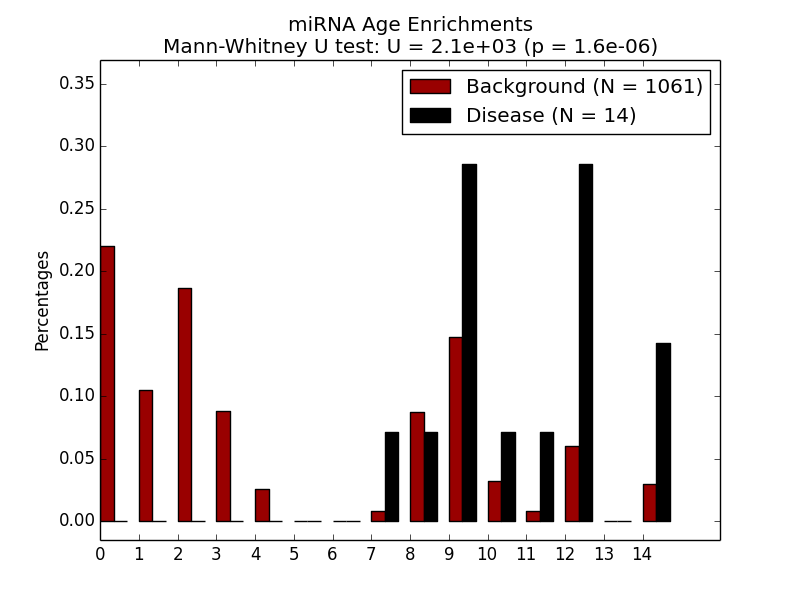 miRNA Age Enrichments
Mann-Whitney U test: U = 2.1e+03 (p = 1.6e-06)
Background (N = 1061)
Disease (N = 14)
Percentages
0.35
0.30
0.25
0.20
0.15
0.10
0.05
0.00
0 1 2 3 4 5 6 7 8 9 10 11 12 13 14